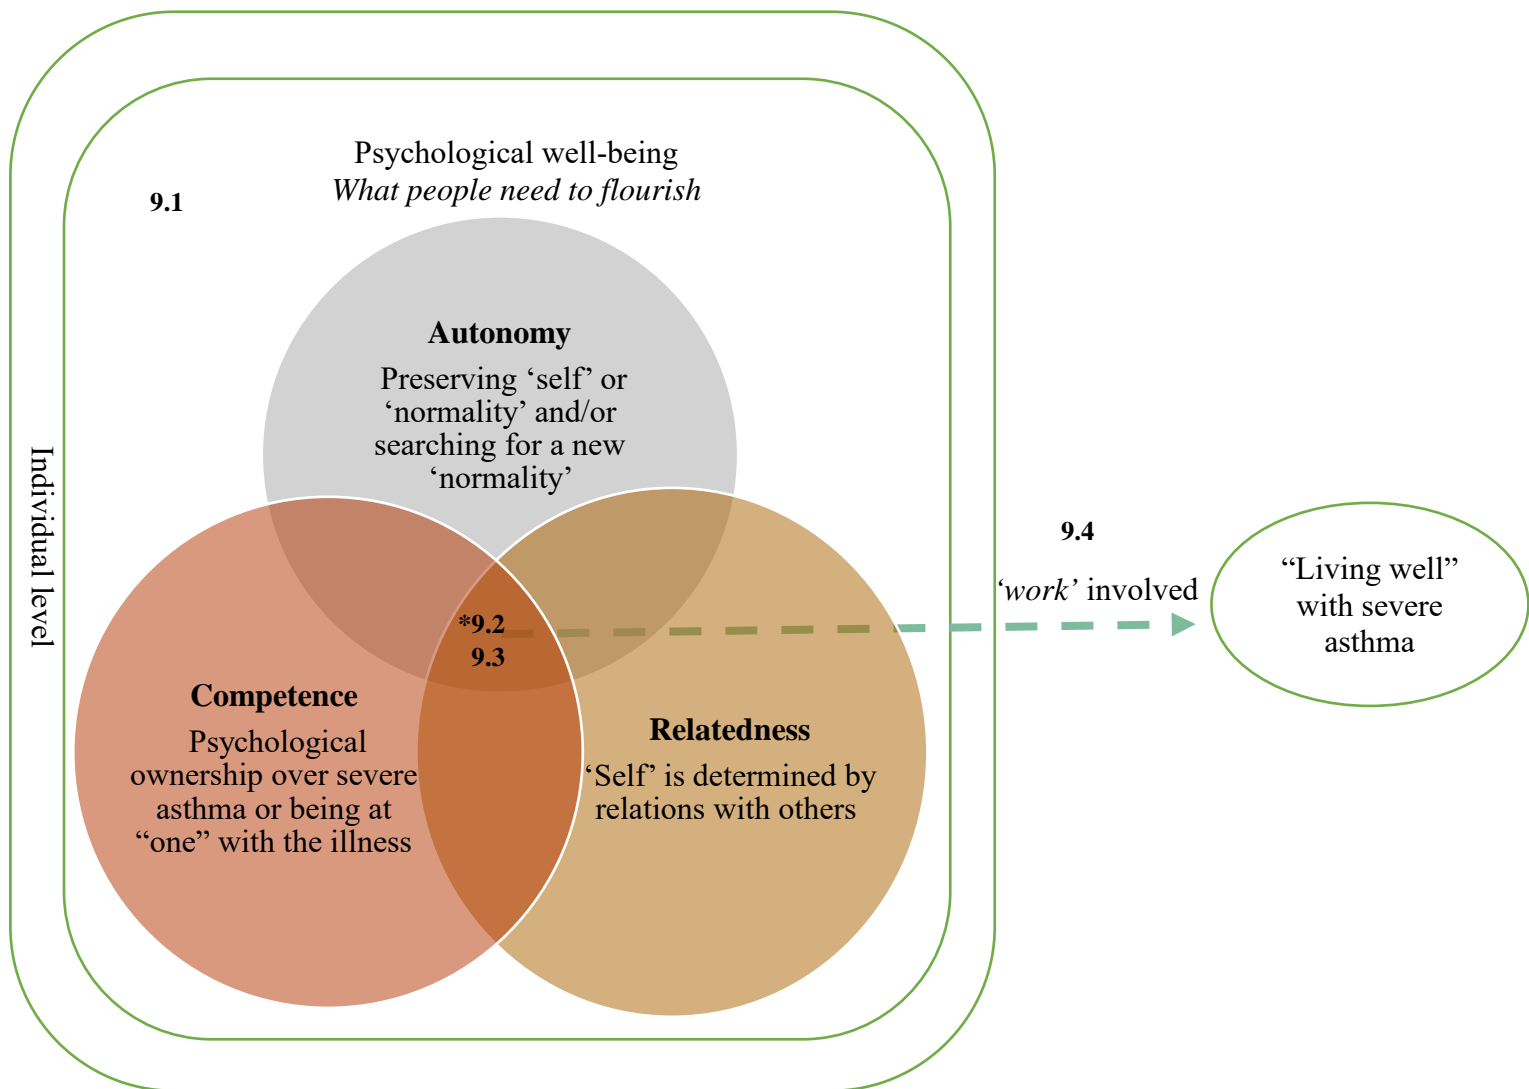 Psychological well-being
What people need to flourish
9.1
Autonomy
Preserving ‘self’ or
‘normality’ and/or
searching for a new
‘normality’
Individual level
9.4
‘work’ involved
“Living well”
with severe
asthma
*9.2
9.3
Competence
Psychological
ownership over severe
asthma or being at
“one” with the illness
Relatedness
‘Self’ is determined by
relations with others